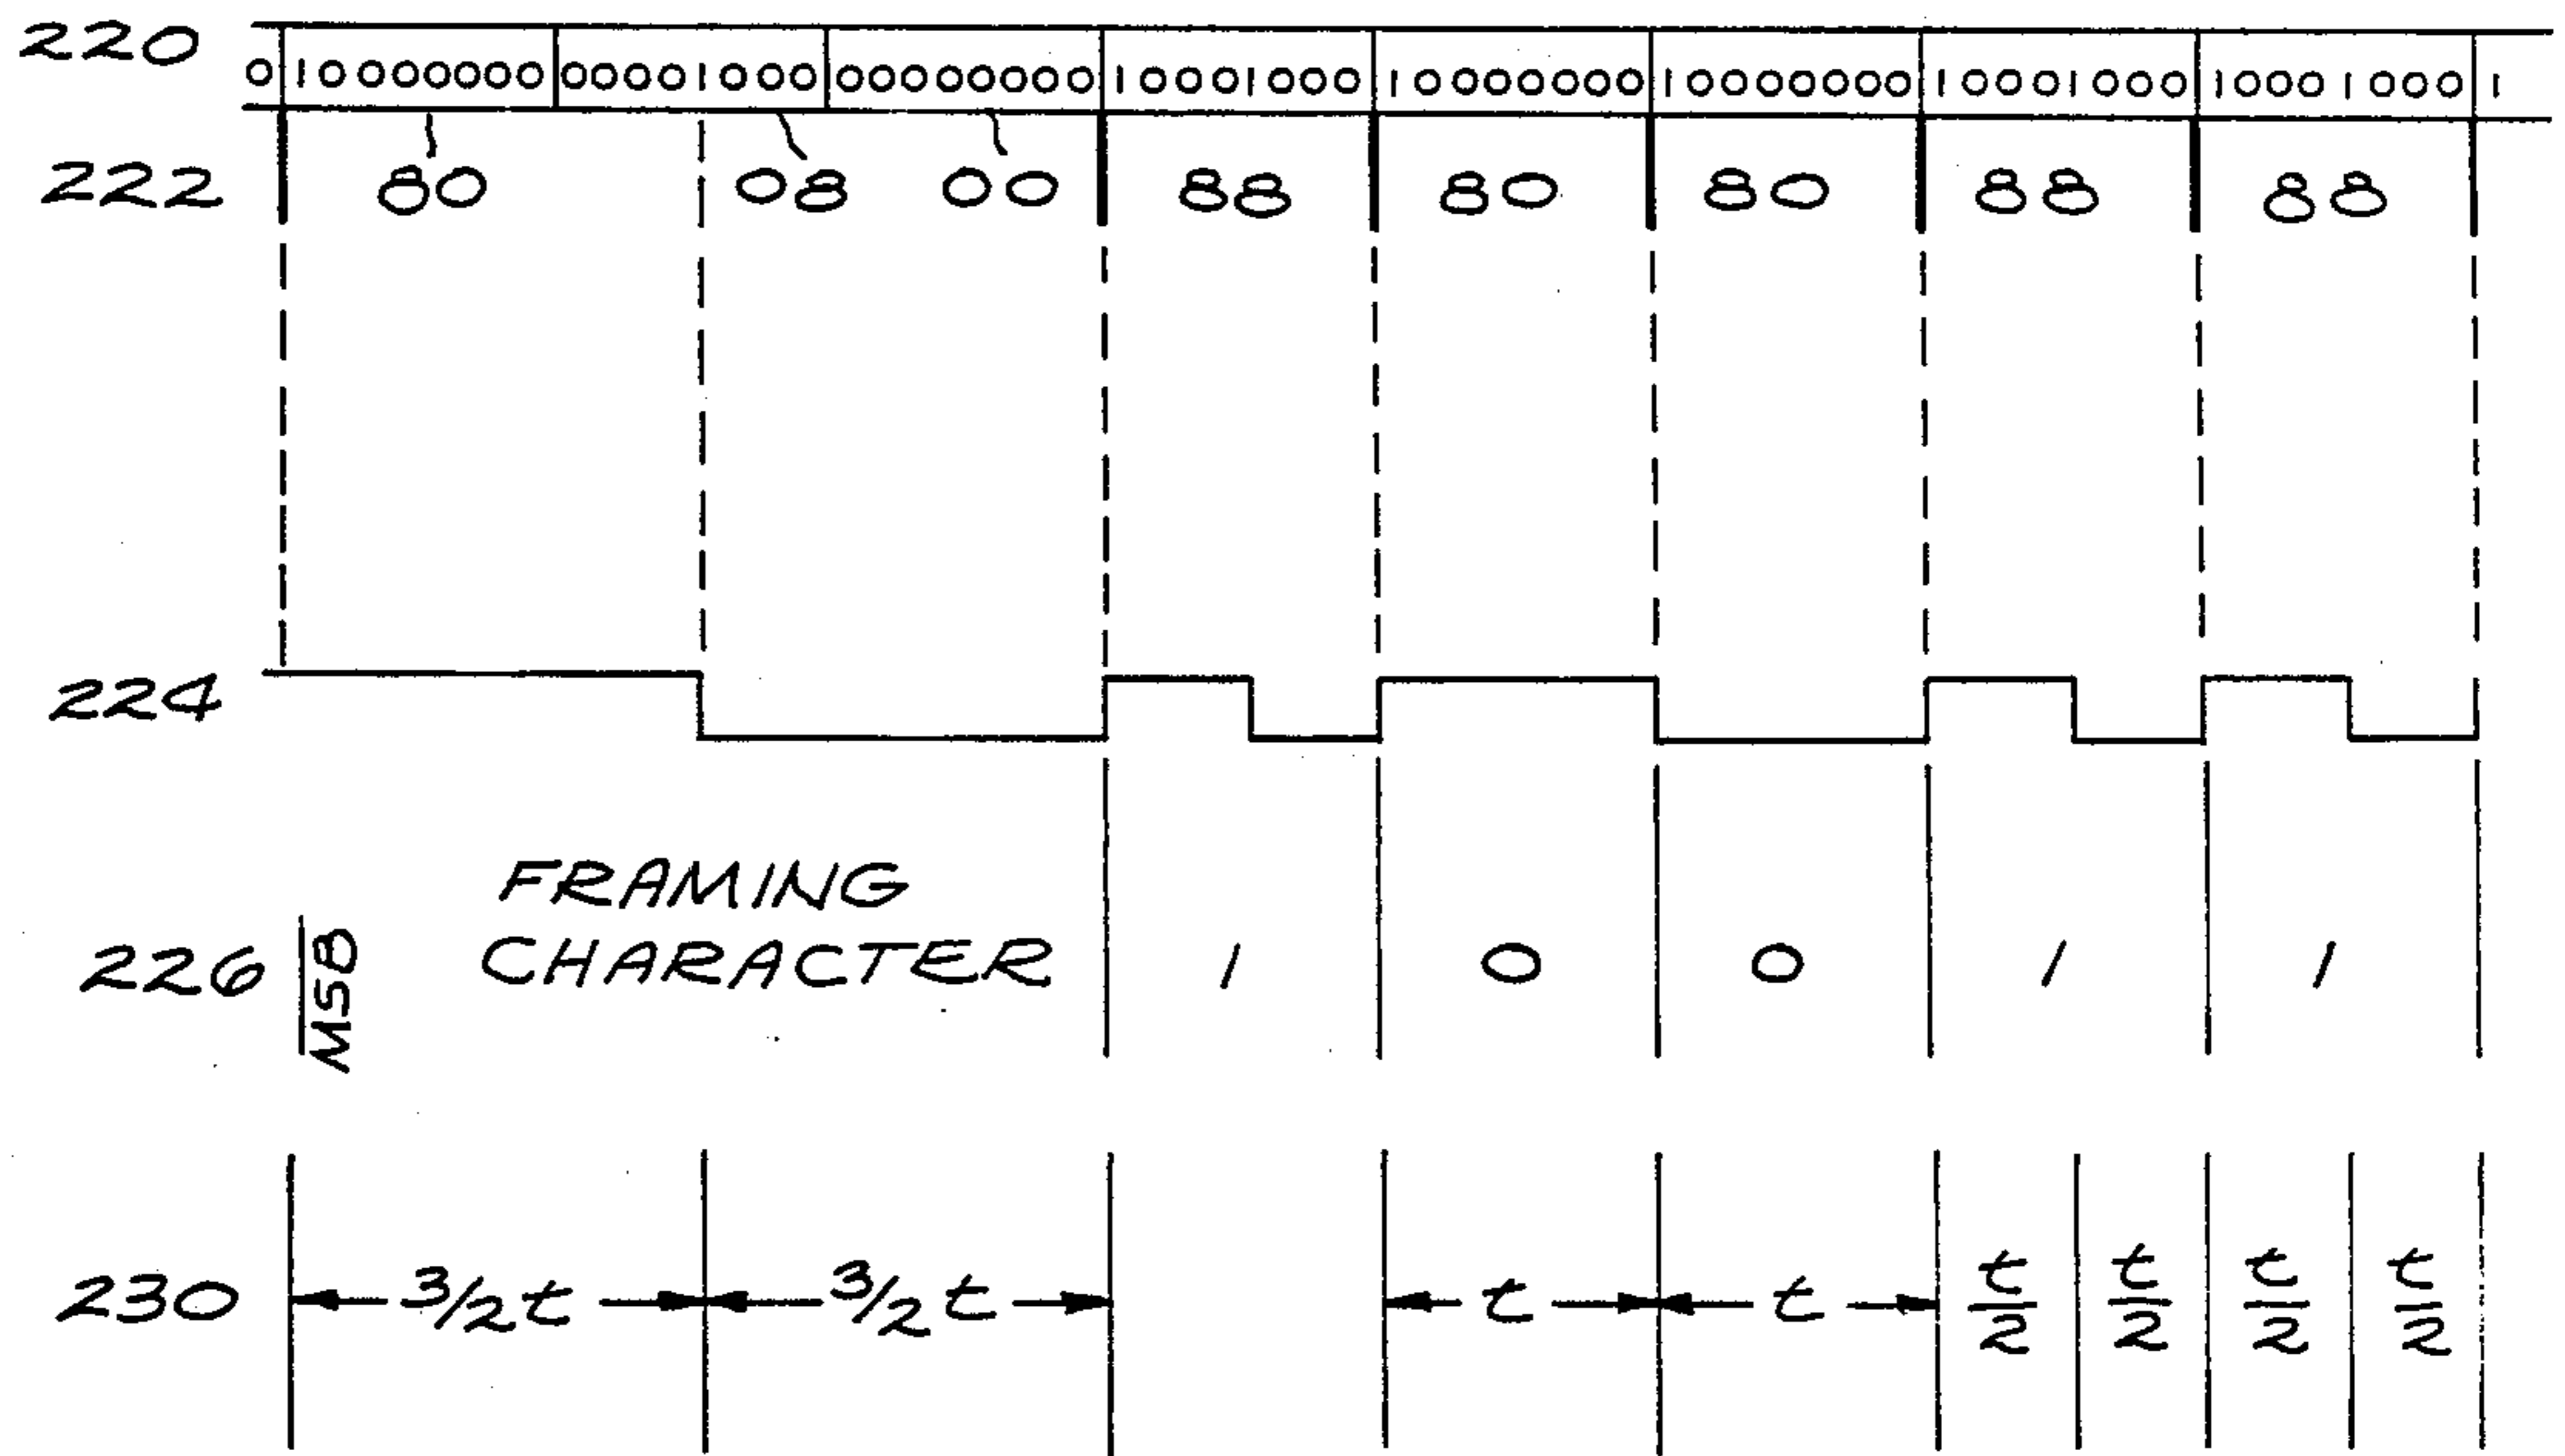 220 0 10000000 00001000 00000000 10001000 10000000 10000000 10001000 10001000 1
222 80 08 00 88 80 80 88 88
224
FRAMING
226 MSB CHARACTER 1 0 0 1 1
230 3/2t 3/2t t t t/2 t/2 t/2 t/2